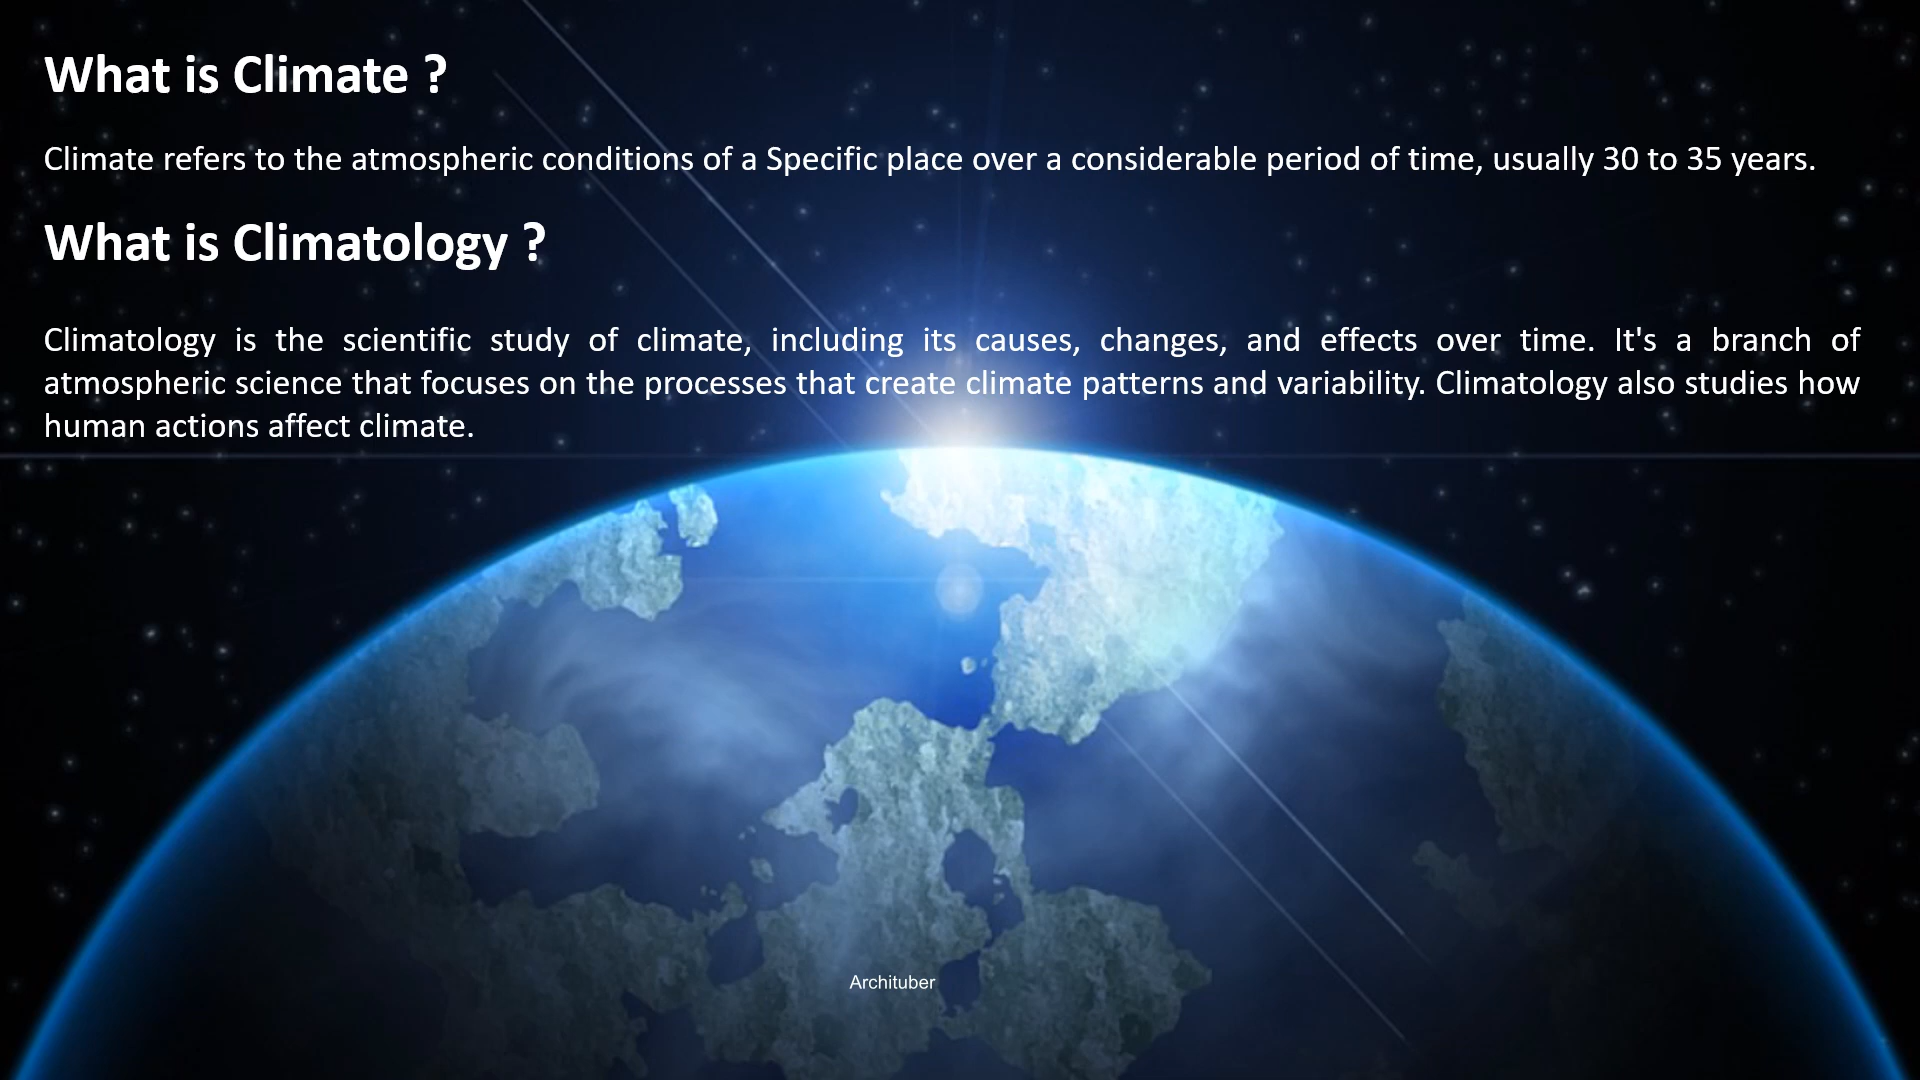 What is Climate ?
Climate refers to the atmospheric conditions of a Specific place over a considerable period of time, usually 30 to 35 years.
What is Climatology ?
Climatology is the scientific study of climate, including its causes, changes, and effects over time. It's a branch of
atmospheric science that focuses on the processes that create climate patterns and variability. Climatology also studies how
human actions affect climate.
Archituber